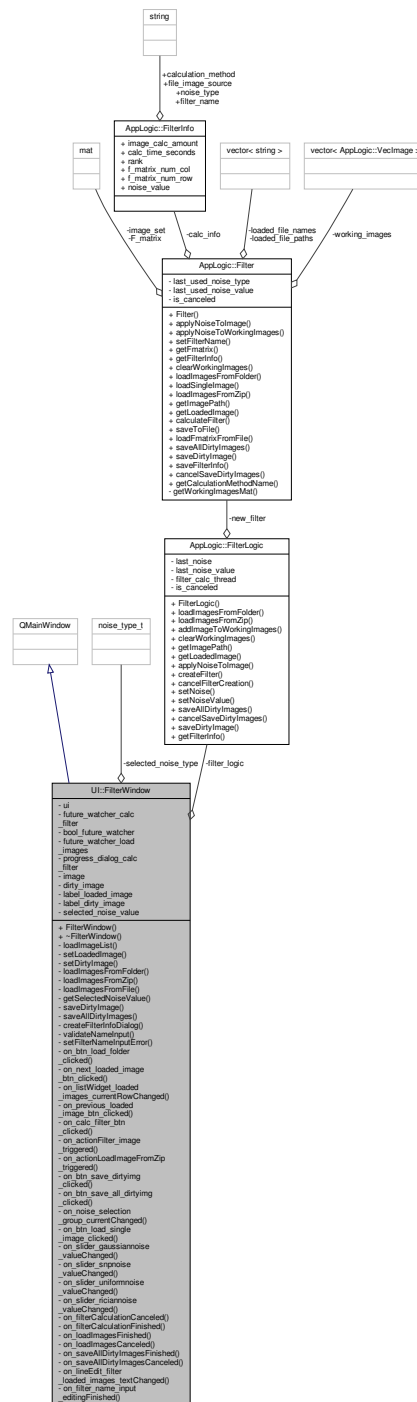 string
+calculation_method
+file_image_source
+noise_type
+filter_name
AppLogic::FilterInfo
+ image_calc_amount
+ calc_time_seconds
+ rank
+ f_matrix_num_col
+ f_matrix_num_row
+ noise_value
mat
vector< string >
vector< AppLogic::VecImage >
-image_set
-F_matrix
-calc_info
-loaded_file_names
-loaded_file_paths
-working_images
AppLogic::Filter
- last_used_noise_type
- last_used_noise_value
- is_canceled
+ Filter()
+ applyNoiseToImage()
+ applyNoiseToWorkingImages()
+ setFilterName()
+ getFmatrix()
+ getFilterInfo()
+ clearWorkingImages()
+ loadImagesFromFolder()
+ loadSingleImage()
+ loadImagesFromZip()
+ getImagePath()
+ getLoadedImage()
+ calculateFilter()
+ saveToFile()
+ loadFmatrixFromFile()
+ saveAllDirtyImages()
+ saveDirtyImage()
+ saveFilterInfo()
+ cancelSaveDirtyImages()
+ getCalculationMethodName()
- getWorkingImagesMat()
-new_filter
AppLogic::FilterLogic
- last_noise
- last_noise_value
- filter_calc_thread
- is_canceled
+ FilterLogic()
+ loadImagesFromFolder()
+ loadImagesFromZip()
+ addImageToWorkingImages()
+ clearWorkingImages()
+ getImagePath()
+ getLoadedImage()
+ applyNoiseToImage()
+ createFilter()
+ cancelFilterCreation()
+ setNoise()
+ setNoiseValue()
+ saveAllDirtyImages()
+ cancelSaveDirtyImages()
+ saveDirtyImage()
+ getFilterInfo()
QMainWindow
noise_type_t
-selected_noise_type
-filter_logic
UI::FilterWindow
- ui
- future_watcher_calc
_filter
- bool_future_watcher
- future_watcher_load
_images
- progress_dialog_calc
_filter
- image
- dirty_image
- label_loaded_image
- label_dirty_image
- selected_noise_value
+ FilterWindow()
+ ~FilterWindow()
- loadImageList()
- setLoadedImage()
- setDirtyImage()
- loadImagesFromFolder()
- loadImagesFromZip()
- loadImagesFromFile()
- getSelectedNoiseValue()
- saveDirtyImage()
- saveAllDirtyImages()
- createFilterInfoDialog()
- validateNameInput()
- setFilterNameInputError()
- on_btn_load_folder
_clicked()
- on_next_loaded_image
_btn_clicked()
- on_listWidget_loaded
_images_currentRowChanged()
- on_previous_loaded
_image_btn_clicked()
- on_calc_filter_btn
_clicked()
- on_actionFilter_image
_triggered()
- on_actionLoadImageFromZip
_triggered()
- on_btn_save_dirtyimg
_clicked()
- on_btn_save_all_dirtyimg
_clicked()
- on_noise_selection
_group_currentChanged()
- on_btn_load_single
_image_clicked()
- on_slider_gaussiannoise
_valueChanged()
- on_slider_snpnoise
_valueChanged()
- on_slider_uniformnoise
_valueChanged()
- on_slider_riciannoise
_valueChanged()
- on_filterCalculationCanceled()
- on_filterCalculationFinished()
- on_loadImagesFinished()
- on_loadImagesCanceled()
- on_saveAllDirtyImagesFinished()
- on_saveAllDirtyImagesCanceled()
- on_lineEdit_filter
_loaded_images_textChanged()
- on_filter_name_input
_editingFinished()